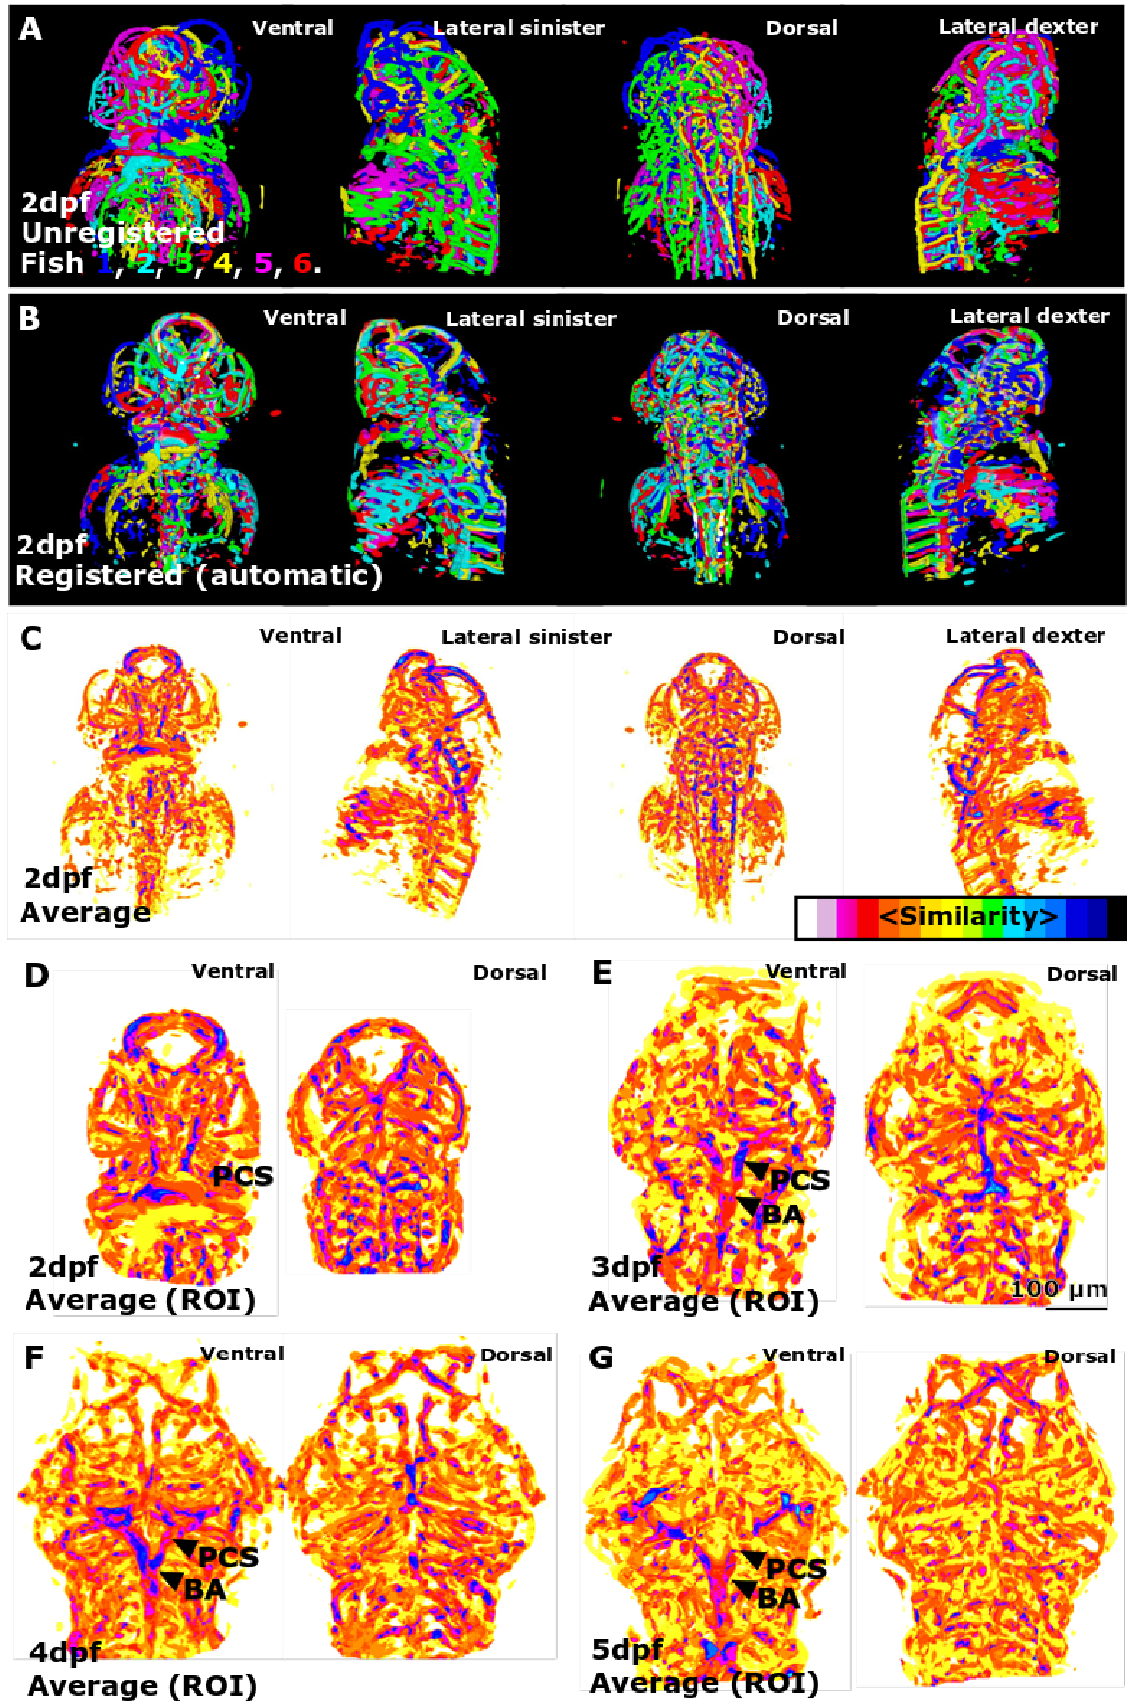 A
Ventral
Lateral sinister
Dorsal
Lateral dexter
2dpf
Unregistered
Fish 1, 2, 3, 4, 5, 6.
B
Ventral
Lateral sinister
Dorsal
Lateral dexter
2dpf
Registered (automatic)
C
Ventral
Lateral sinister
Dorsal
Lateral dexter
2dpf
Average
<Similarity>
D
Ventral
Dorsal
PCS
2dpf
Average (ROI)
E
Ventral
Dorsal
PCS
BA
3dpf
Average (ROI)
100 µm
F
Ventral
Dorsal
PCS
BA
4dpf
Average (ROI)
G
Ventral
Dorsal
PCS
BA
5dpf
Average (ROI)